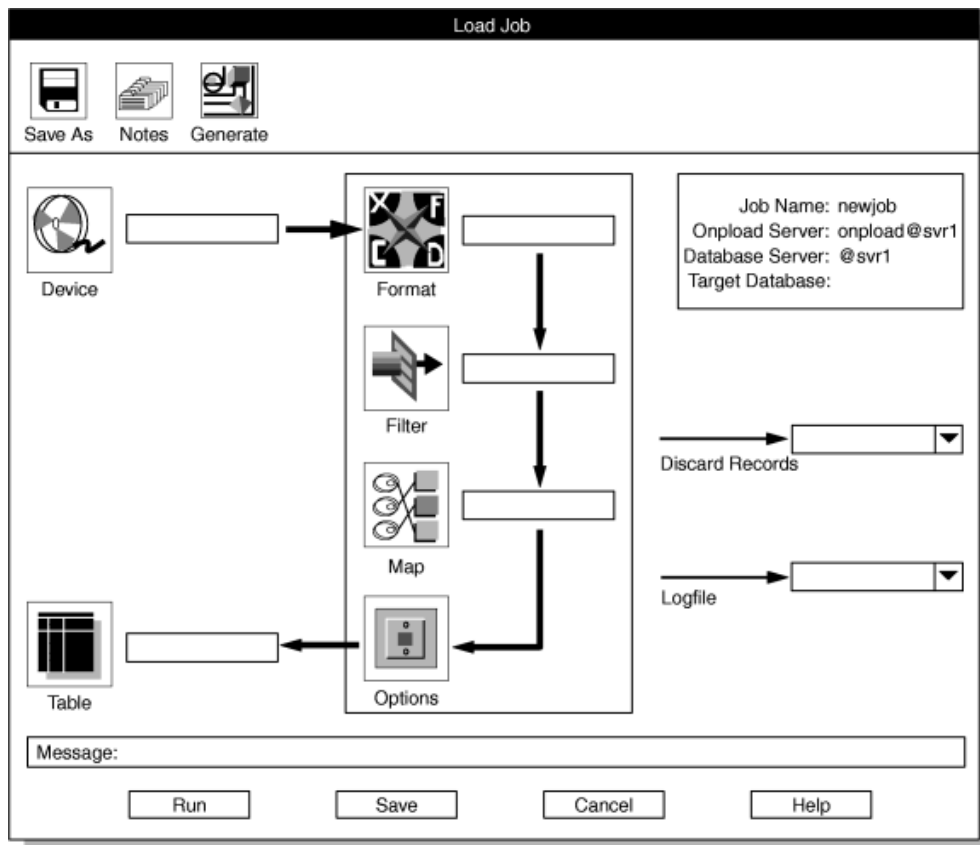 Load Job
Save As
Notes
Generate
Device
X F
C D
Format
Job Name: newjob
Onpload Server: onpload@svr1
Database Server: @svr1
Target Database:
Filter
Discard Records
Map
Logfile
Table
Options
Message:
Run
Save
Cancel
Help